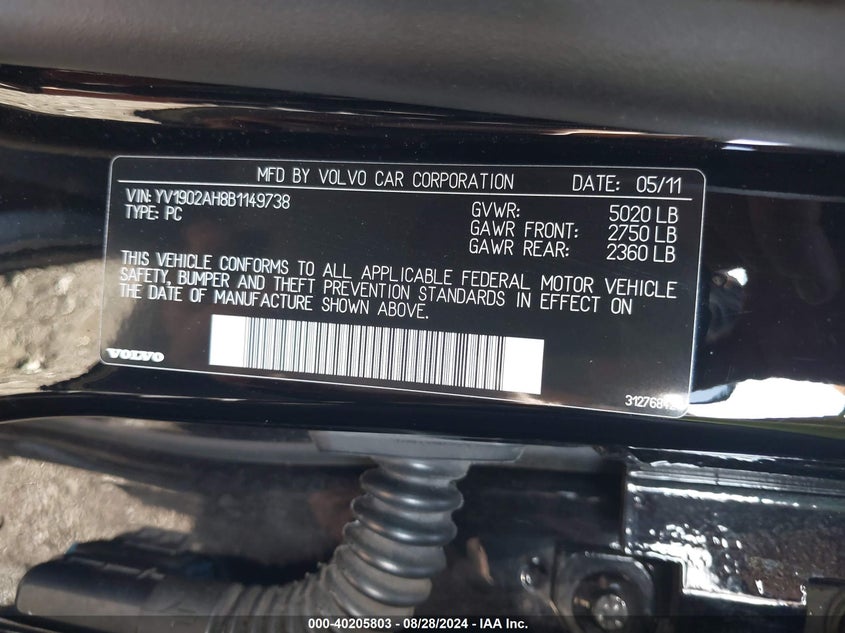 MFD BY VOLVO CAR CORPORATION DATE: 05/11
VIN: YV1902AH8B1149738
TYPE: PC
GVWR: 5020 LB
GAWR FRONT: 2750 LB
GAWR REAR: 2360 LB
THIS VEHICLE CONFORMS TO ALL APPLICABLE FEDERAL MOTOR VEHICLE
SAFETY, BUMPER AND THEFT PREVENTION STANDARDS IN EFFECT ON
THE DATE OF MANUFACTURE SHOWN ABOVE.
VOLVO
000-40205803 - 08/28/2024 - IAA Inc.